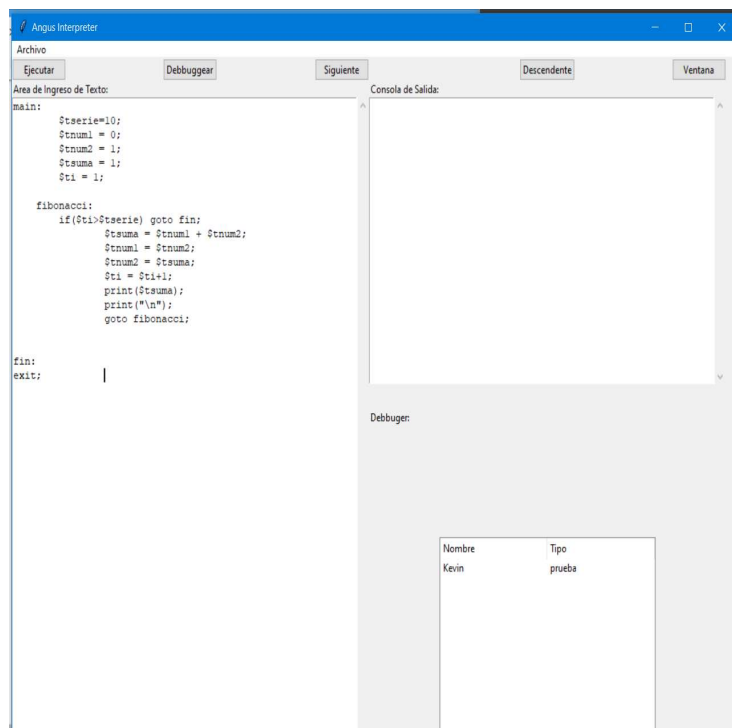 Angus Interpreter
Archivo
Ejecutar Debbuggear Siguiente Descendente Ventana
Area de Ingreso de Texto: Consola de Salida:
main:
$tserie=10;
$tnum1 = 0;
$tnum2 = 1;
$tsuma = 1;
$ti = 1;
fibonacci:
if($ti>$tserie) goto fin;
$tsuma = $tnum1 + $tnum2;
$tnum1 = $tnum2;
$tnum2 = $tsuma;
$ti = $ti+1;
print($tsuma);
print("\n");
goto fibonacci;
fin:
exit;
Debbuger:
Nombre Tipo
Kevin prueba